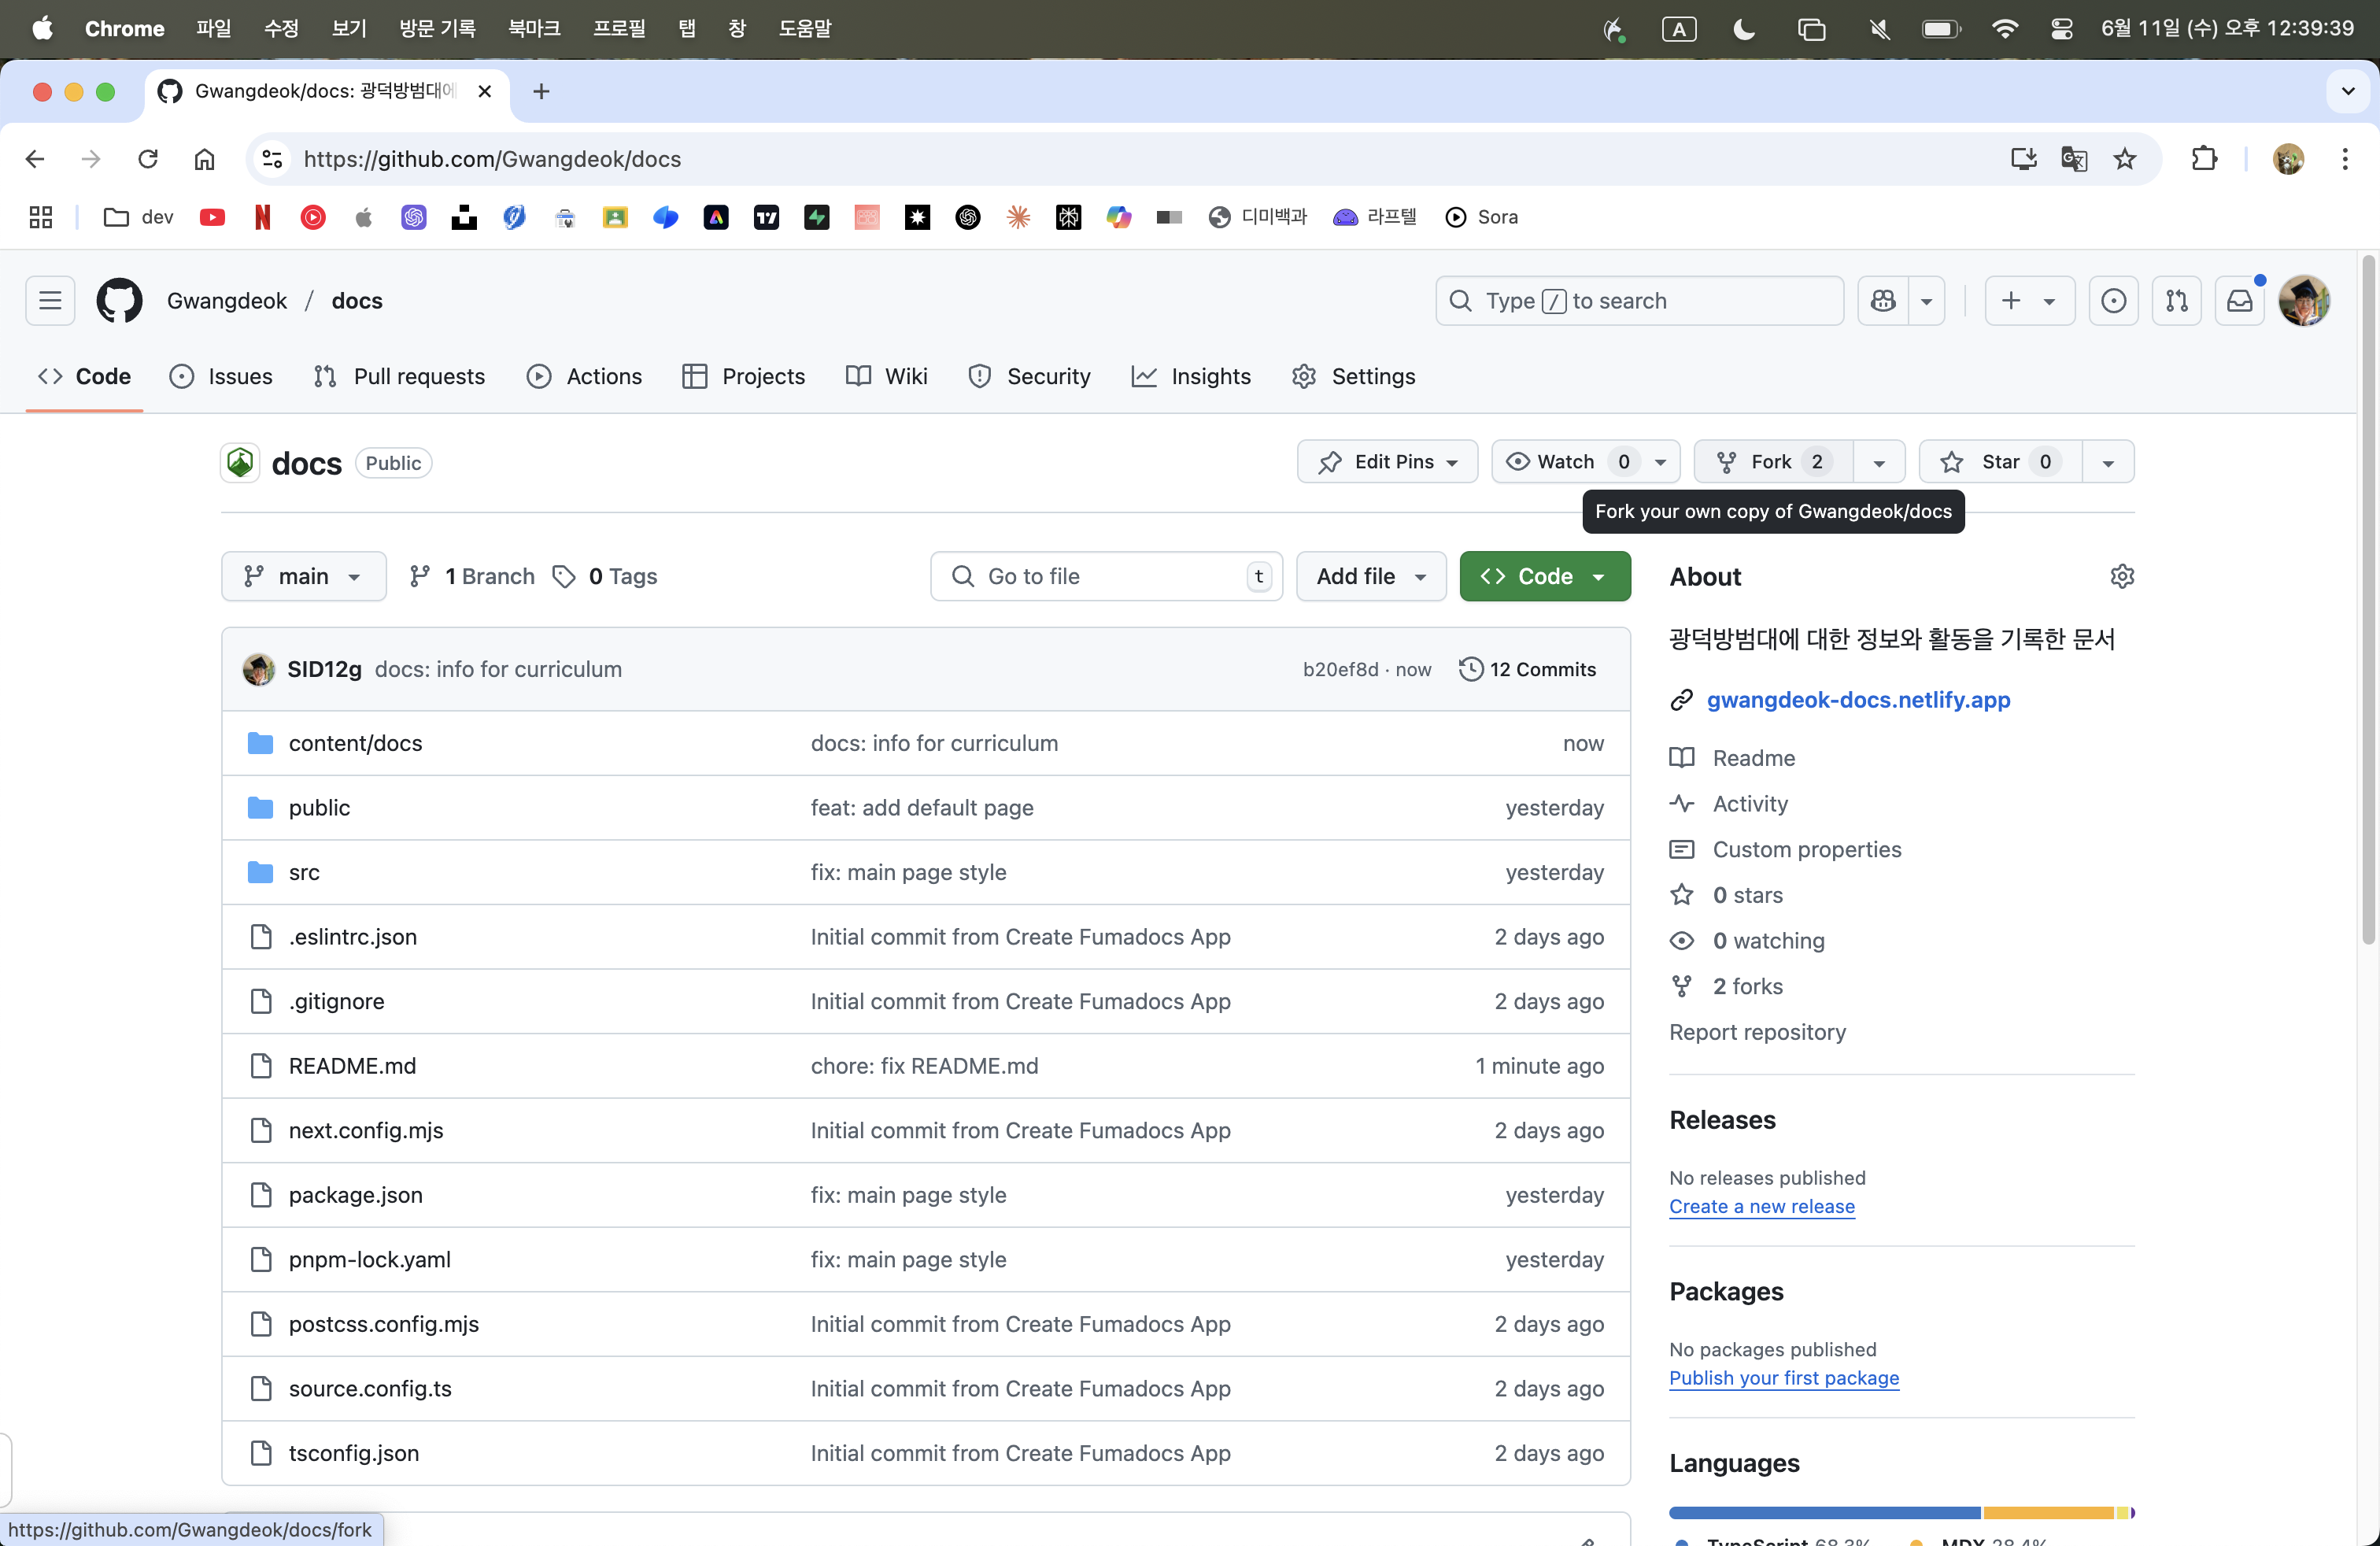 Chrome 파일 수정 보기 방문 기록 북마크 프로필 탭 창 도움말 A 6월 11일 (수) 오후 12:39:39
Gwangdeok/docs: 광덕방범대에
https://github.com/Gwangdeok/docs
dev 디미백과 라프텔 Sora
Gwangdeok / docs Type / to search
Code Issues Pull requests Actions Projects Wiki Security Insights Settings
docs Public Edit Pins Watch 0 Fork 2 Star 0
Fork your own copy of Gwangdeok/docs
main 1 Branch 0 Tags Go to file t Add file Code
SID12g docs: info for curriculum b20ef8d · now 12 Commits
content/docs docs: info for curriculum now
public feat: add default page yesterday
src fix: main page style yesterday
.eslintrc.json Initial commit from Create Fumadocs App 2 days ago
.gitignore Initial commit from Create Fumadocs App 2 days ago
README.md chore: fix README.md 1 minute ago
next.config.mjs Initial commit from Create Fumadocs App 2 days ago
package.json fix: main page style yesterday
pnpm-lock.yaml fix: main page style yesterday
postcss.config.mjs Initial commit from Create Fumadocs App 2 days ago
source.config.ts Initial commit from Create Fumadocs App 2 days ago
tsconfig.json Initial commit from Create Fumadocs App 2 days ago
About
광덕방범대에 대한 정보와 활동을 기록한 문서
gwangdeok-docs.netlify.app
Readme
Activity
Custom properties
0 stars
0 watching
2 forks
Report repository
Releases
No releases published
Create a new release
Packages
No packages published
Publish your first package
Languages
TypeScript 68.3% MDX 28.4%
https://github.com/Gwangdeok/docs/fork